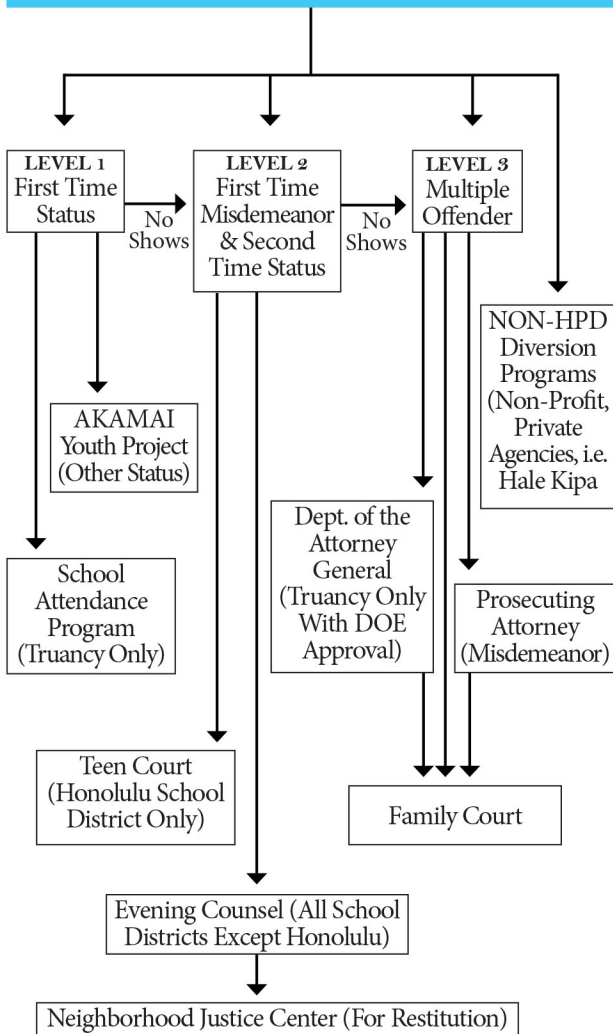 LEVEL 1
First Time
Status
No
Shows
LEVEL 2
First Time
Misdemeanor
& Second
Time Status
No
Shows
LEVEL 3
Multiple
Offender
NON-HPD
Diversion
Programs
(Non-Profit,
Private
Agencies, i.e.
Hale Kipa
AKAMAI
Youth Project
(Other Status)
School
Attendance
Program
(Truancy Only)
Dept. of the
Attorney
General
(Truancy Only
With DOE
Approval)
Prosecuting
Attorney
(Misdemeanor)
Teen Court
(Honolulu School
District Only)
Family Court
Evening Counsel (All School
Districts Except Honolulu)
Neighborhood Justice Center (For Restitution)